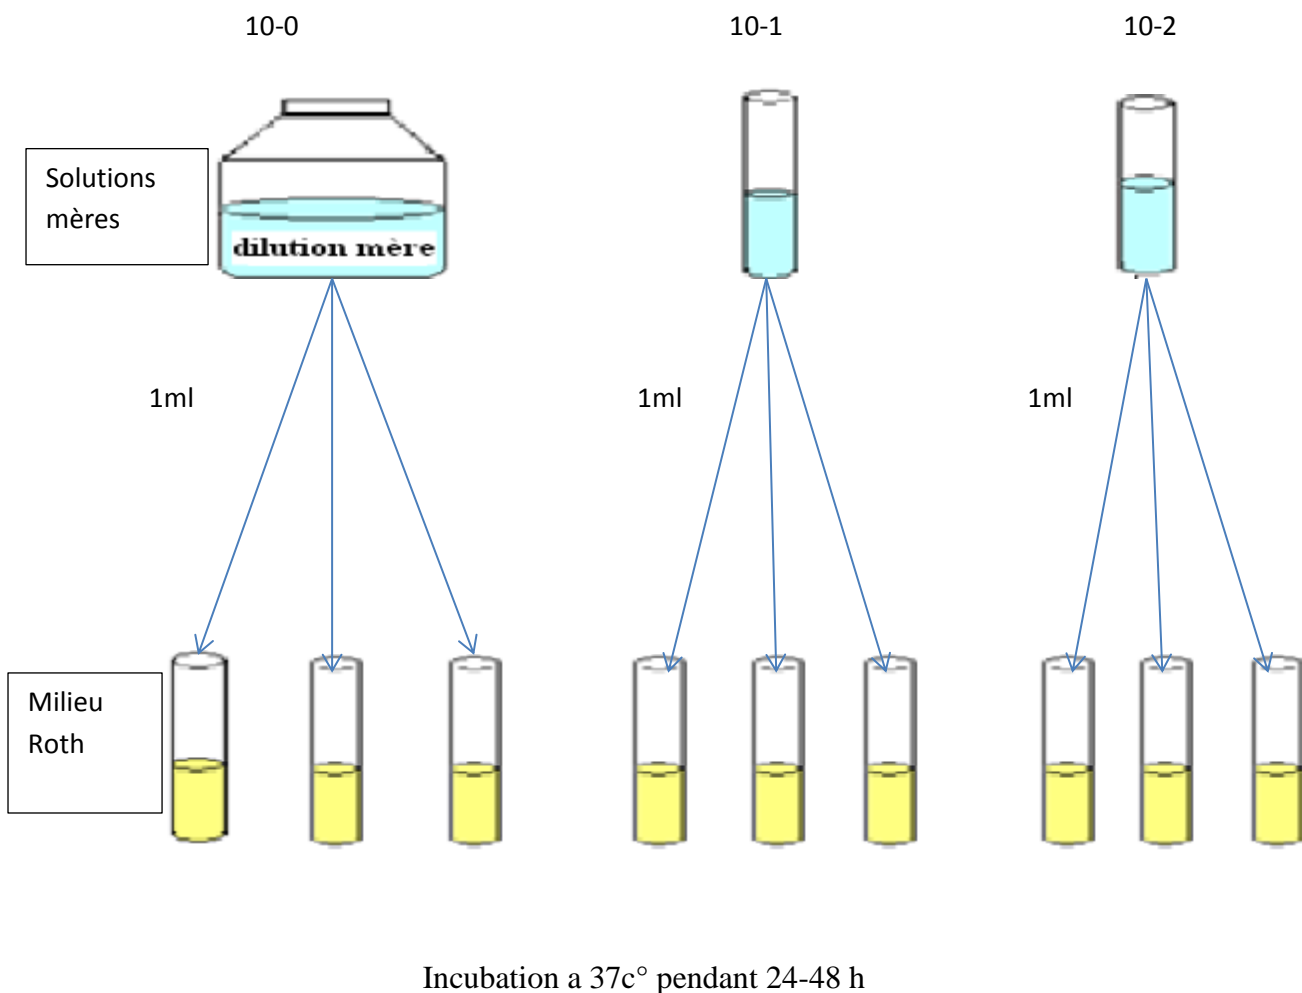 10-0
10-1
10-2
Solutions
mères
dilution mère
1ml
1ml
1ml
Milieu
Roth
Incubation a 37c° pendant 24-48 h